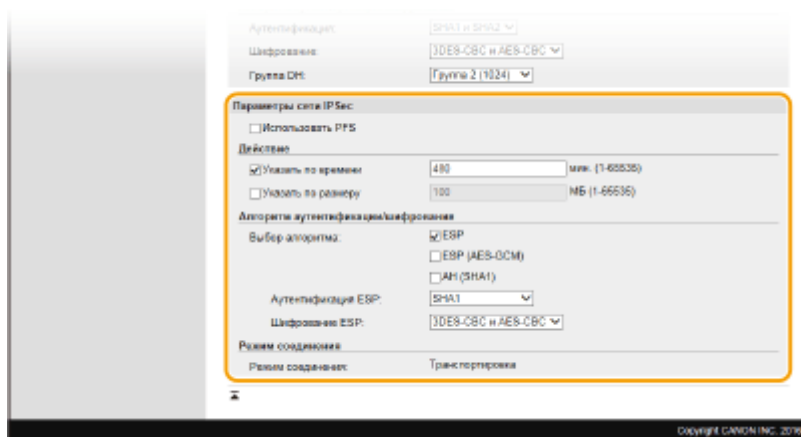 Аутентификация: SHA1 и SHA2
Шифрование: 3DES-CBC и AES-CBC
Группа DH: Группа 2 (1024)
Параметры сети IPSec
Использовать PFS
Действие
Указать по времени 480 мин. (1-65535)
Указать по размеру 100 МБ (1-65535)
Алгоритм аутентификации/шифрования
Выбор алгоритма: ESP
ESP (AES-GCM)
AH (SHA1)
Аутентификация ESP: SHA1
Шифрование ESP: 3DES-CBC и AES-CBC
Режим соединения
Режим соединения: Транспортировка
Copyright CANON INC. 2016